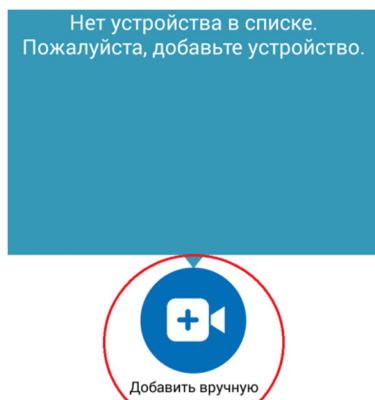 Нет устройства в списке.
Пожалуйста, добавьте устройство.
Добавить вручную